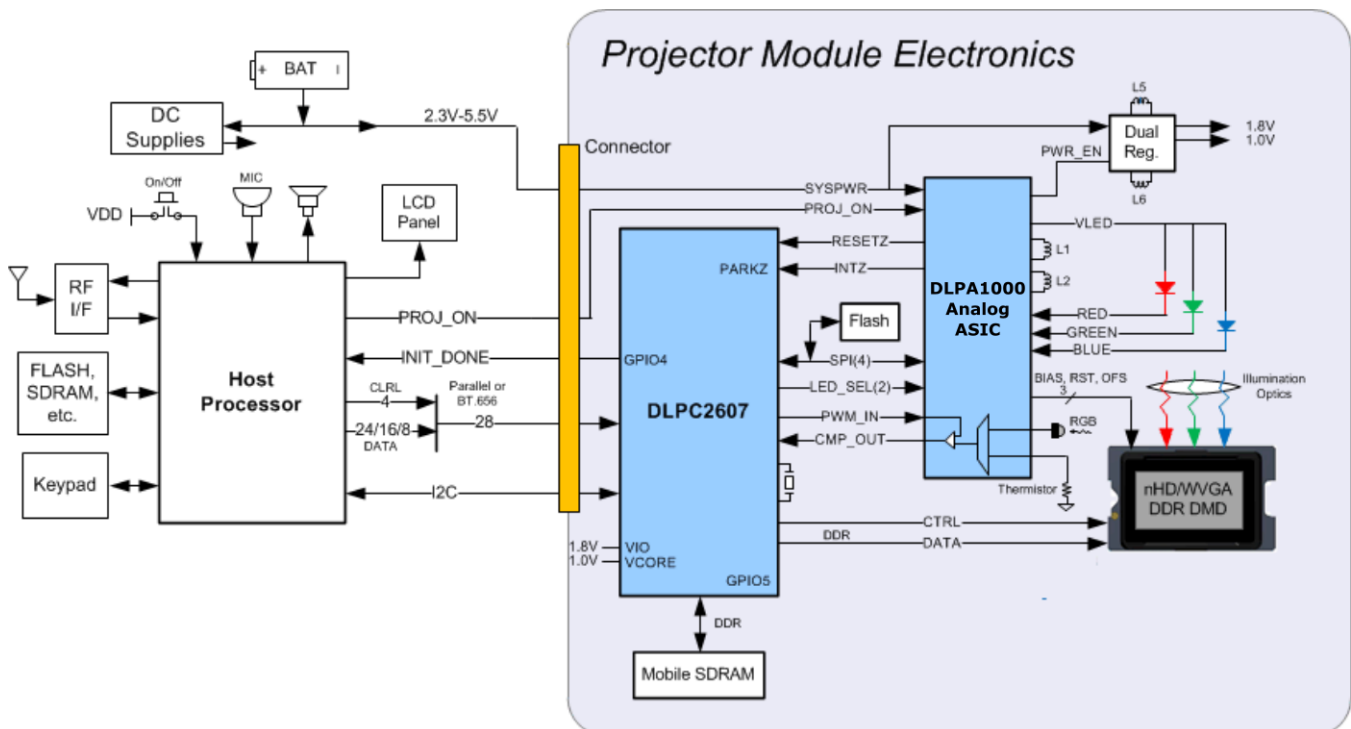 Projector Module Electronics
+ BAT I
DC
Supplies
2.3V-5.5V
Connector
L5
Dual
Reg.
1.8V
1.0V
PWR_EN
L6
On/Off
VDD
MIC
LCD
Panel
SYSPWR
PROJ_ON
VLED
RESETZ
PARKZ
INTZ
L1
L2
DLPA1000
Analog
ASIC
RED
GREEN
BLUE
RF
I/F
PROJ_ON
INIT_DONE
GPIO4
Flash
SPI(4)
LED_SEL(2)
BIAS, RST, OFS
3
Illumination
Optics
FLASH,
SDRAM,
etc.
Host
Processor
CLRL
4
Parallel or
BT.656
28
24/16/8
DATA
DLPC2607
PWM_IN
CMP_OUT
RGB
Thermistor
nHD/WVGA
DDR DMD
Keypad
I2C
CTRL
DDR
DATA
1.8V
VIO
1.0V
VCORE
GPIO5
DDR
Mobile SDRAM